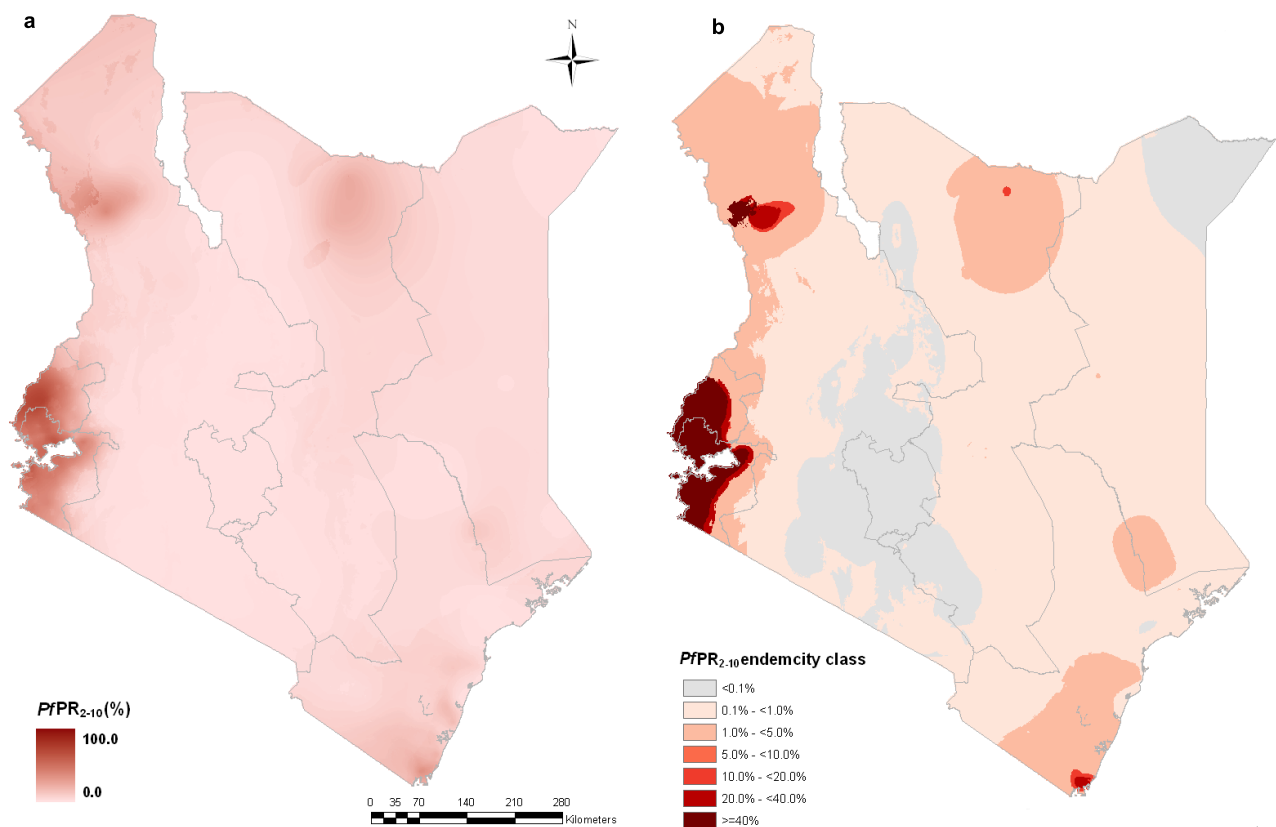 a
N
PfPR2-10(%)
100.0
0.0
0 35 70 140 210 280
Kilometers
b
PfPR2-10 endemcity class
<0.1%
0.1% - <1.0%
1.0% - <5.0%
5.0% - <10.0%
10.0% - <20.0%
20.0% - <40.0%
>=40%